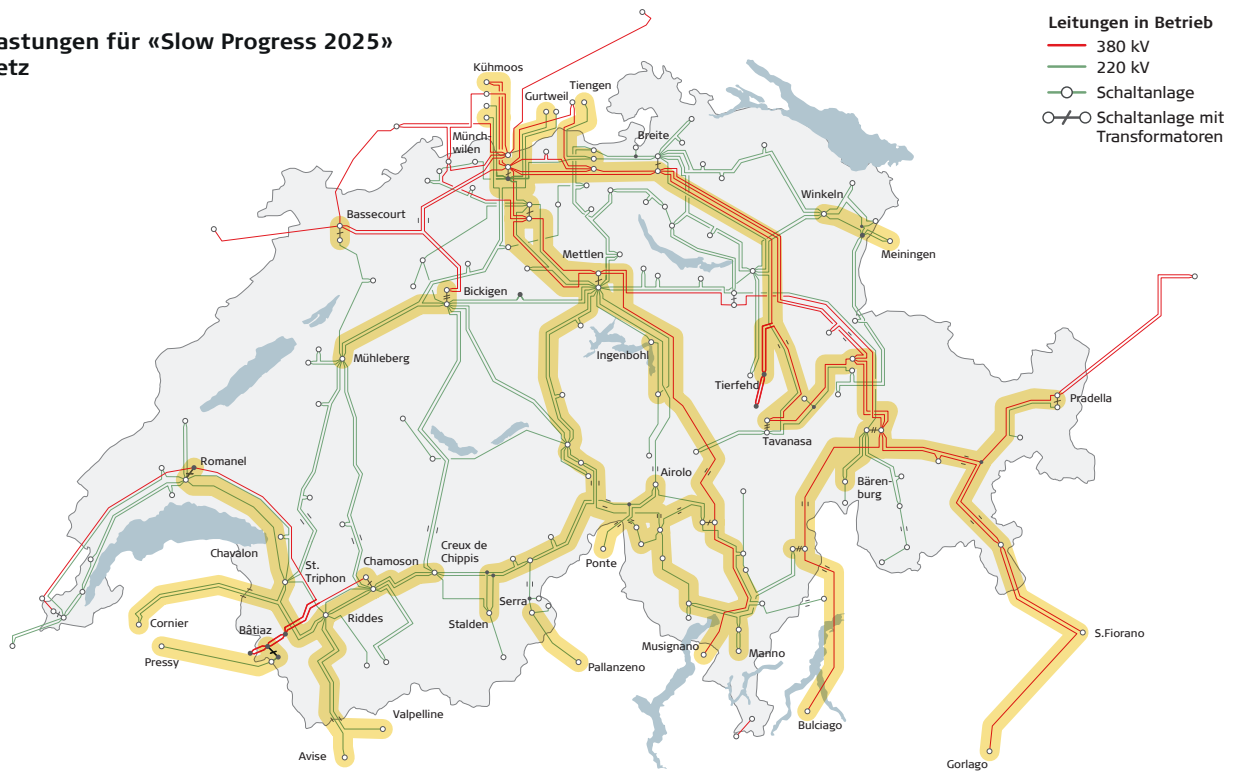 astungen für «Slow Progress 2025»
etz
Leitungen in Betrieb
380 kV
220 kV
Schaltanlage
Schaltanlage mit
Transformatoren
Kühmoos
Gurtweil
Tiengen
Münch-
wilen
Breite
Bassecourt
Winkeln
Meiningen
Mettlen
Bickigen
Ingenbohl
Mühleberg
Tierfehd
Pradella
Tavanasa
Romanel
Airolo
Bären-
burg
Chavalon
St.
Triphon
Chamoson
Creux de
Chippis
Ponte
Serra
Cornier
Riddes
Stalden
Bâtiaz
Pressy
Pallanzeno
Musignano
Manno
S.Fiorano
Valpelline
Bulciago
Avise
Gorlago